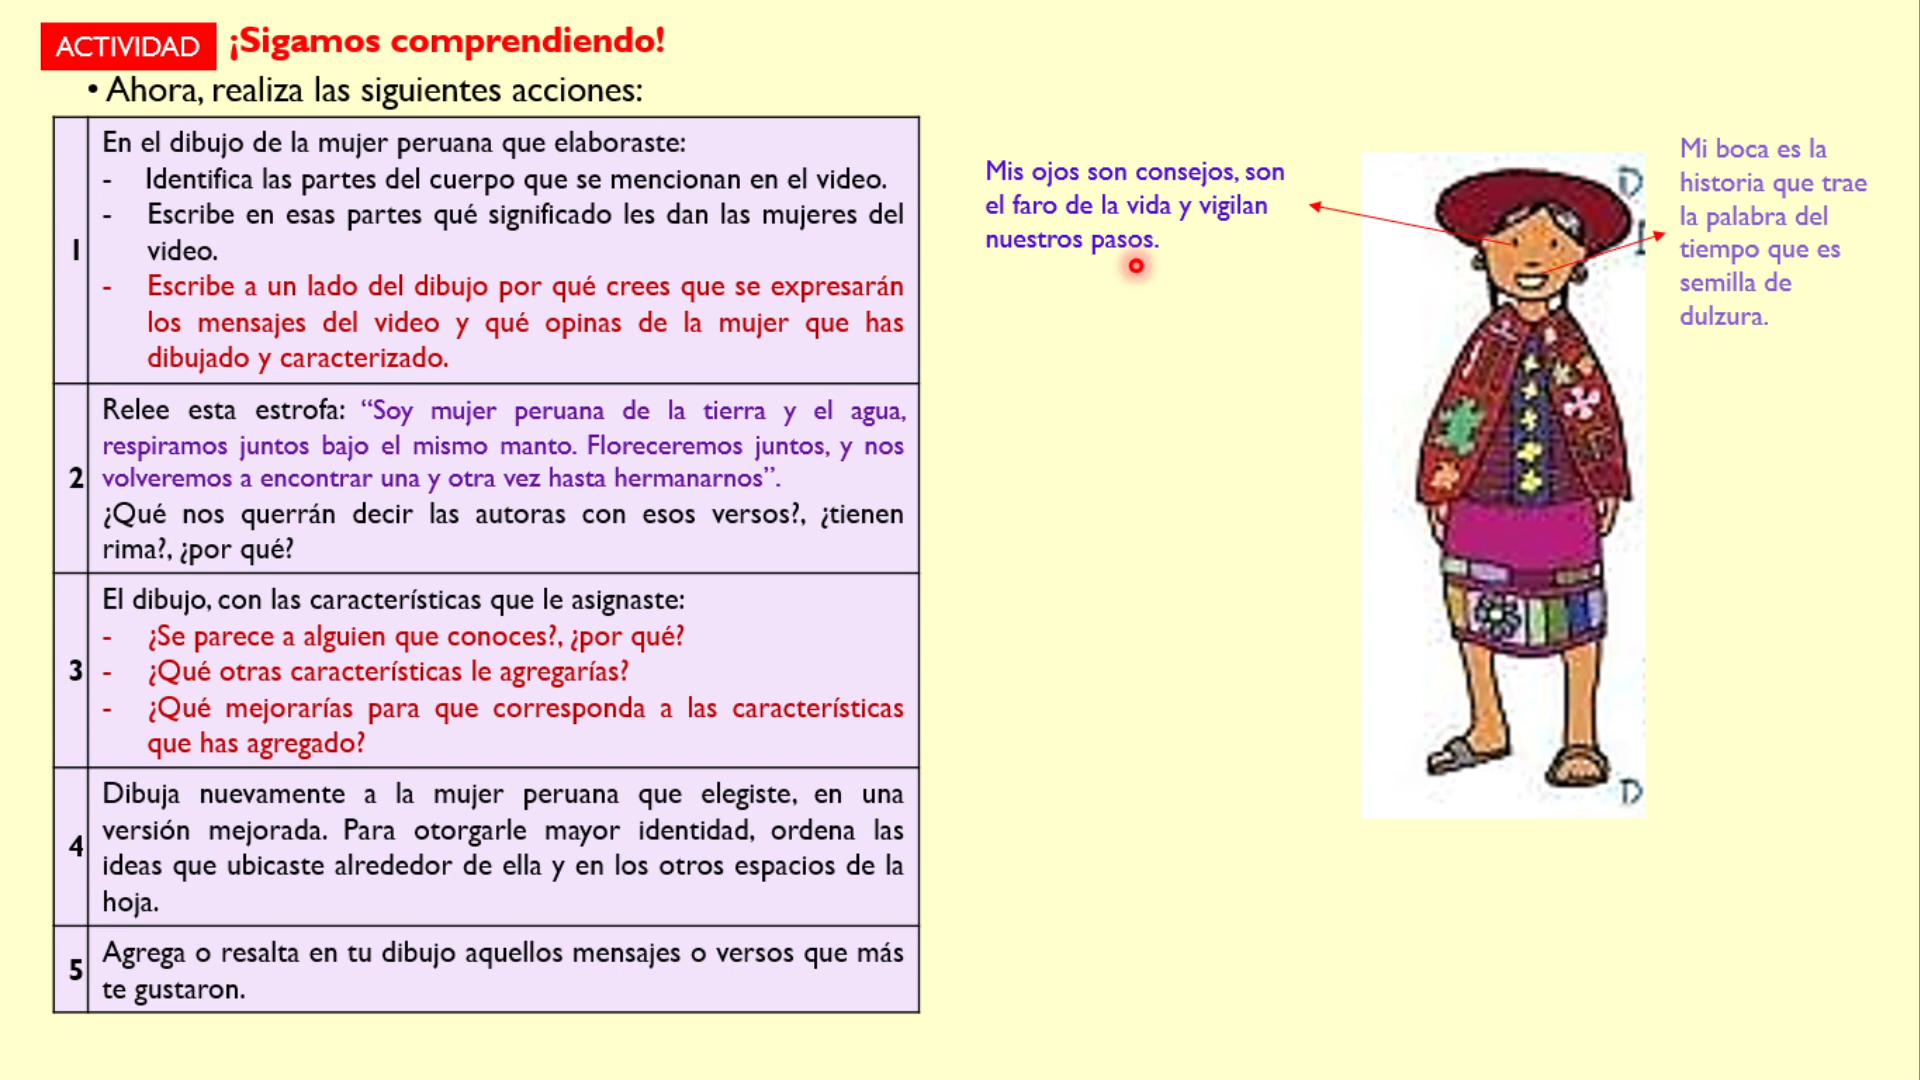 ACTIVIDAD ¡Sigamos comprendiendo!
• Ahora, realiza las siguientes acciones:
1
En el dibujo de la mujer peruana que elaboraste:
- Identifica las partes del cuerpo que se mencionan en el video.
- Escribe en esas partes qué significado les dan las mujeres del
video.
- Escribe a un lado del dibujo por qué crees que se expresarán
los mensajes del video y qué opinas de la mujer que has
dibujado y caracterizado.
2
Relee esta estrofa: “Soy mujer peruana de la tierra y el agua,
respiramos juntos bajo el mismo manto. Floreceremos juntos, y nos
volveremos a encontrar una y otra vez hasta hermanarnos”.
¿Qué nos querrán decir las autoras con esos versos?, ¿tienen
rima?, ¿por qué?
3
El dibujo, con las características que le asignaste:
- ¿Se parece a alguien que conoces?, ¿por qué?
- ¿Qué otras características le agregarías?
- ¿Qué mejorarías para que corresponda a las características
que has agregado?
4
Dibuja nuevamente a la mujer peruana que elegiste, en una
versión mejorada. Para otorgarle mayor identidad, ordena las
ideas que ubicaste alrededor de ella y en los otros espacios de la
hoja.
5
Agrega o resalta en tu dibujo aquellos mensajes o versos que más
te gustaron.
Mis ojos son consejos, son
el faro de la vida y vigilan
nuestros pasos.
Mi boca es la
historia que trae
la palabra del
tiempo que es
semilla de
dulzura.
D
D